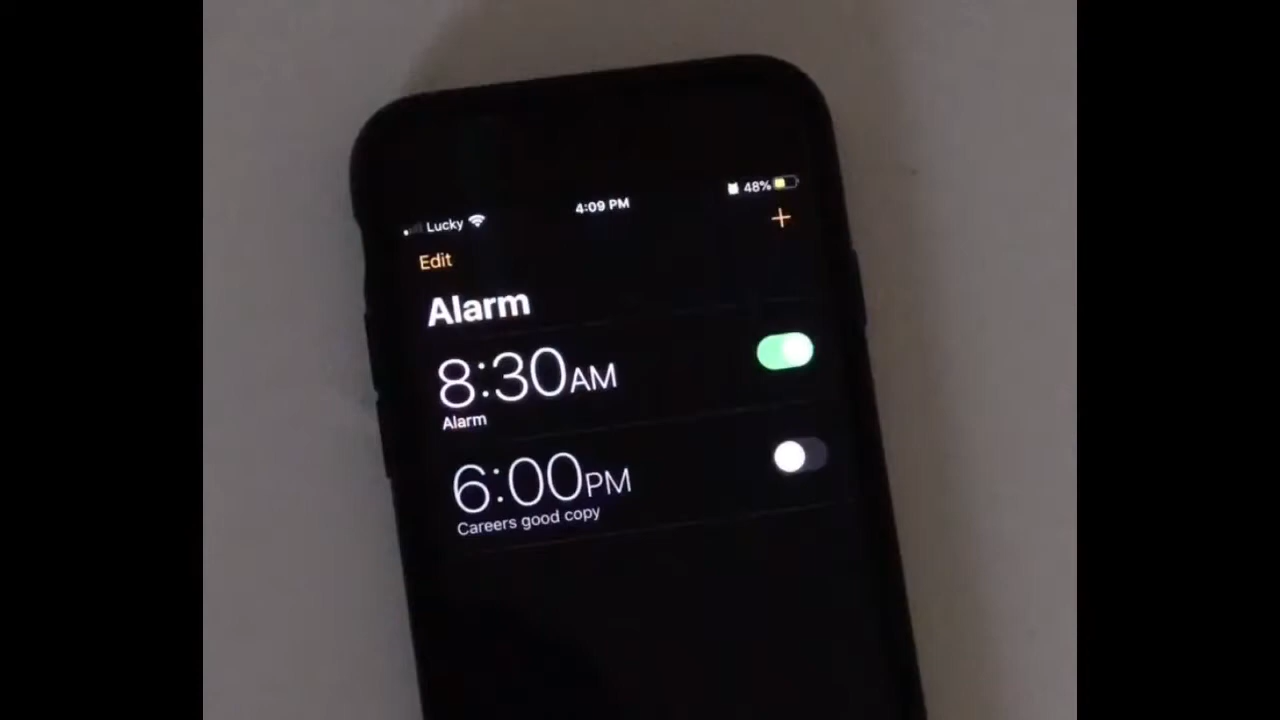 Lucky 4:09 PM 48%
Edit +
Alarm
8:30AM
Alarm
6:00PM
Careers good copy